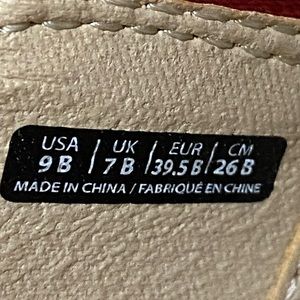 USA / UK / EUR / CM
9 B / 7 B / 39.5 B / 26 B
MADE IN CHINA / FABRIQUÉ EN CHINE